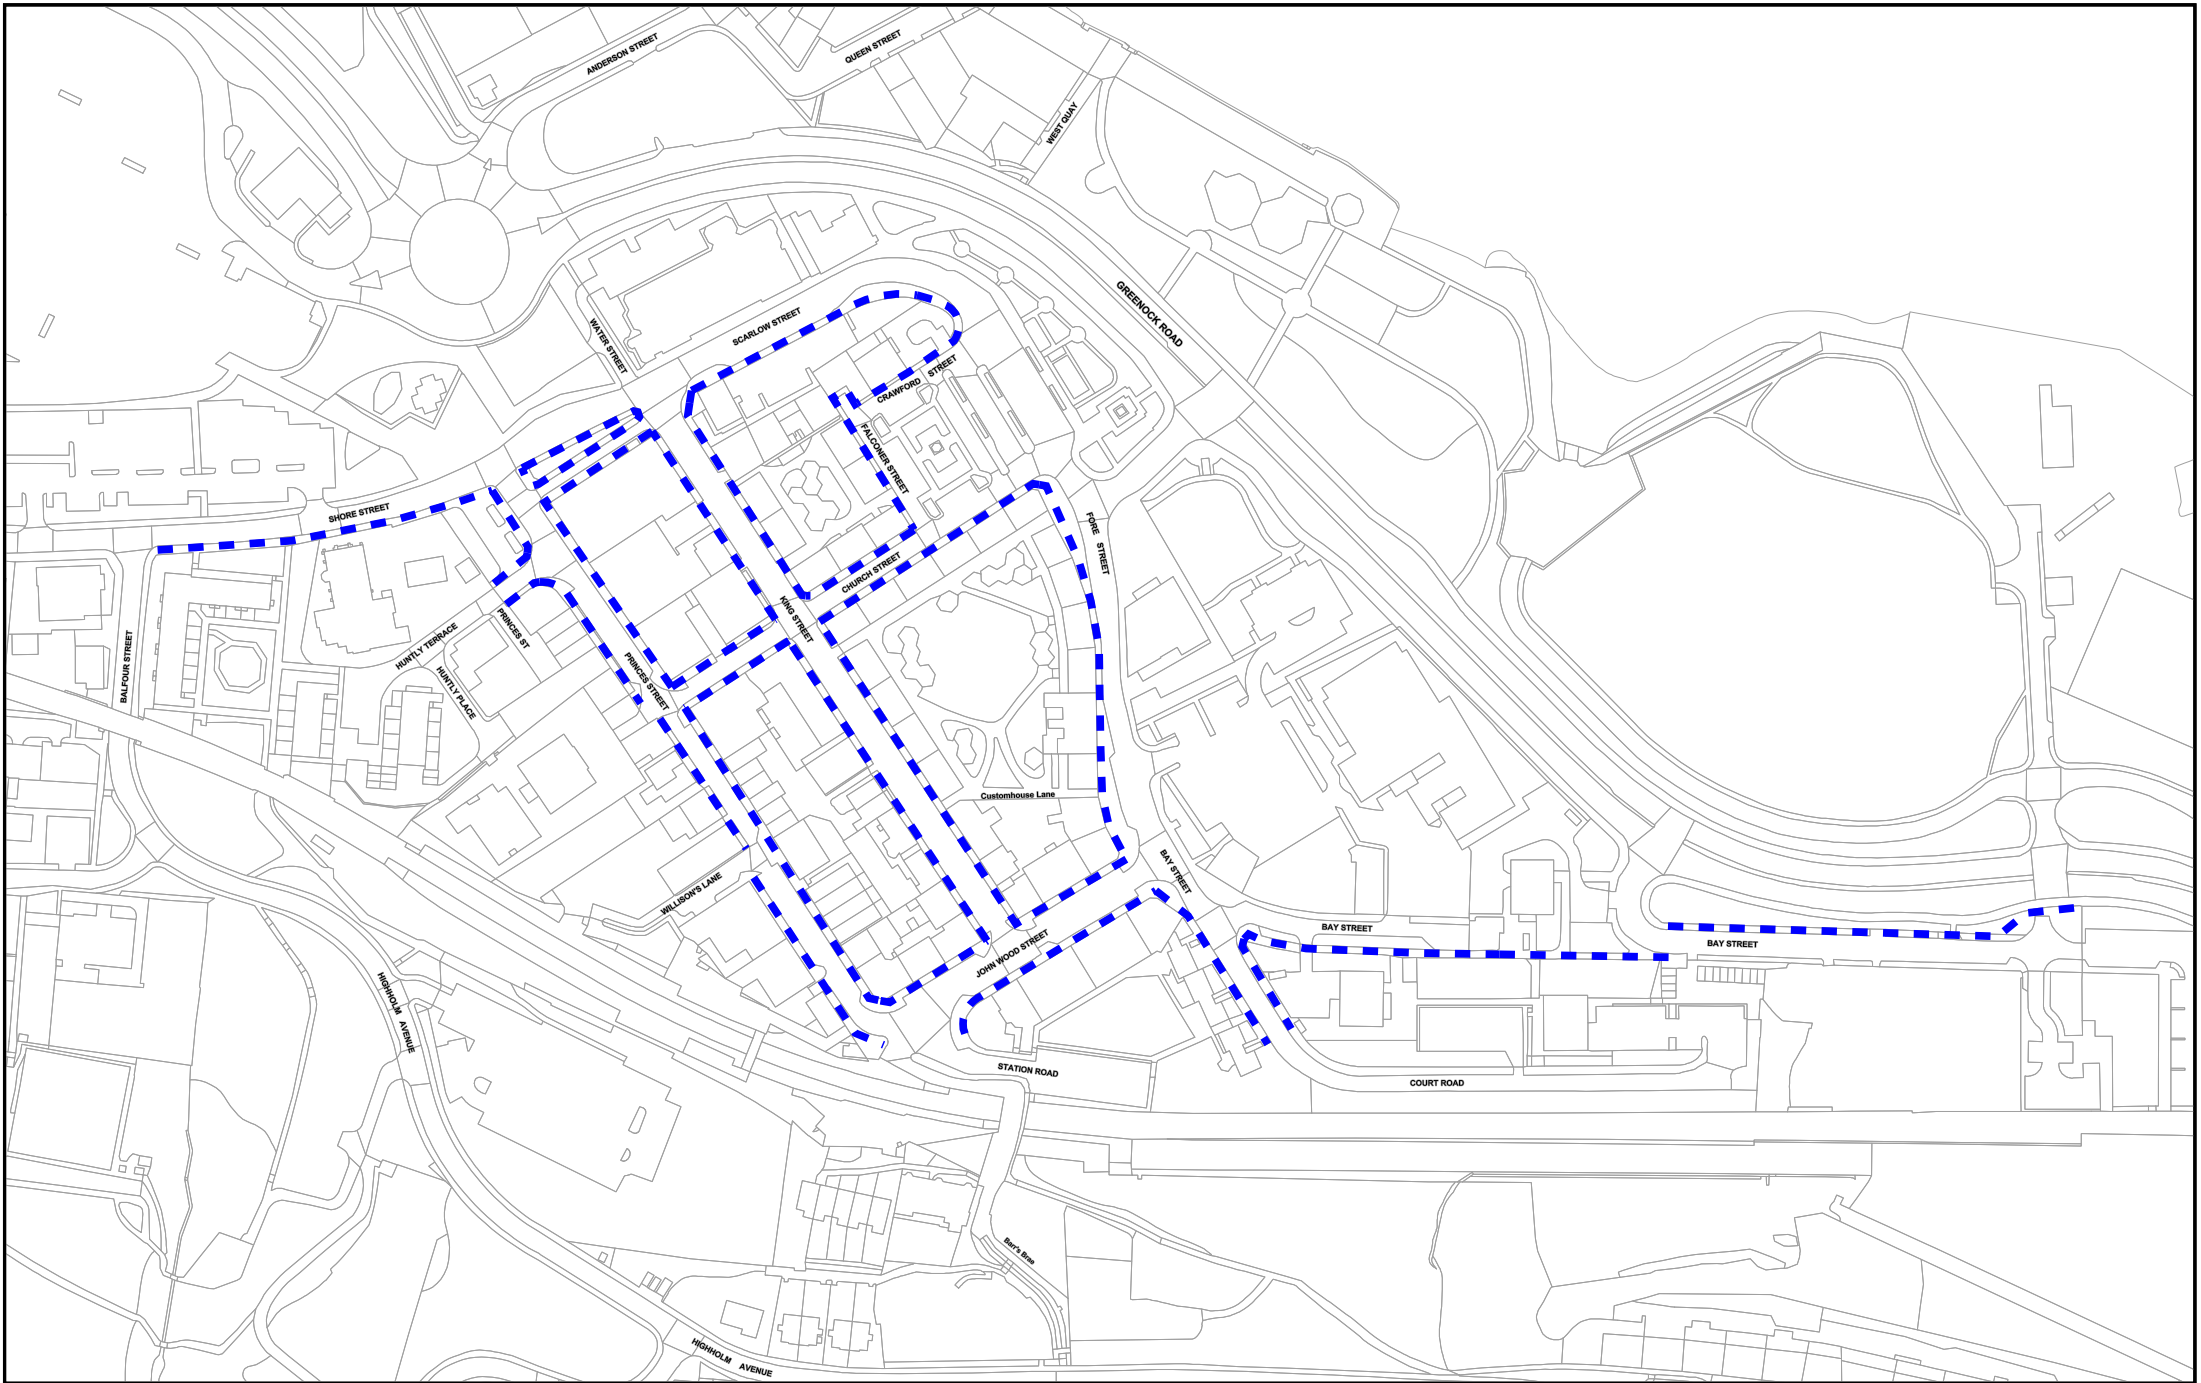 ANDERSON STREET
QUEEN STREET
WEST QUAY
GREENOCK ROAD
WATER STREET
SCARLOW STREET
CRAWFORD STREET
FALCONER STREET
SHORE STREET
FORE STREET
CHURCH STREET
KING STREET
PRINCES ST
HUNTLY TERRACE
BALFOUR STREET
HUNTLY PLACE
PRINCES STREET
Customhouse Lane
BAY STREET
WILLISON'S LANE
BAY STREET
JOHN WOOD STREET
BAY STREET
HIGHHOLM AVENUE
STATION ROAD
COURT ROAD
Barr's Brae
HIGHHOLM AVENUE